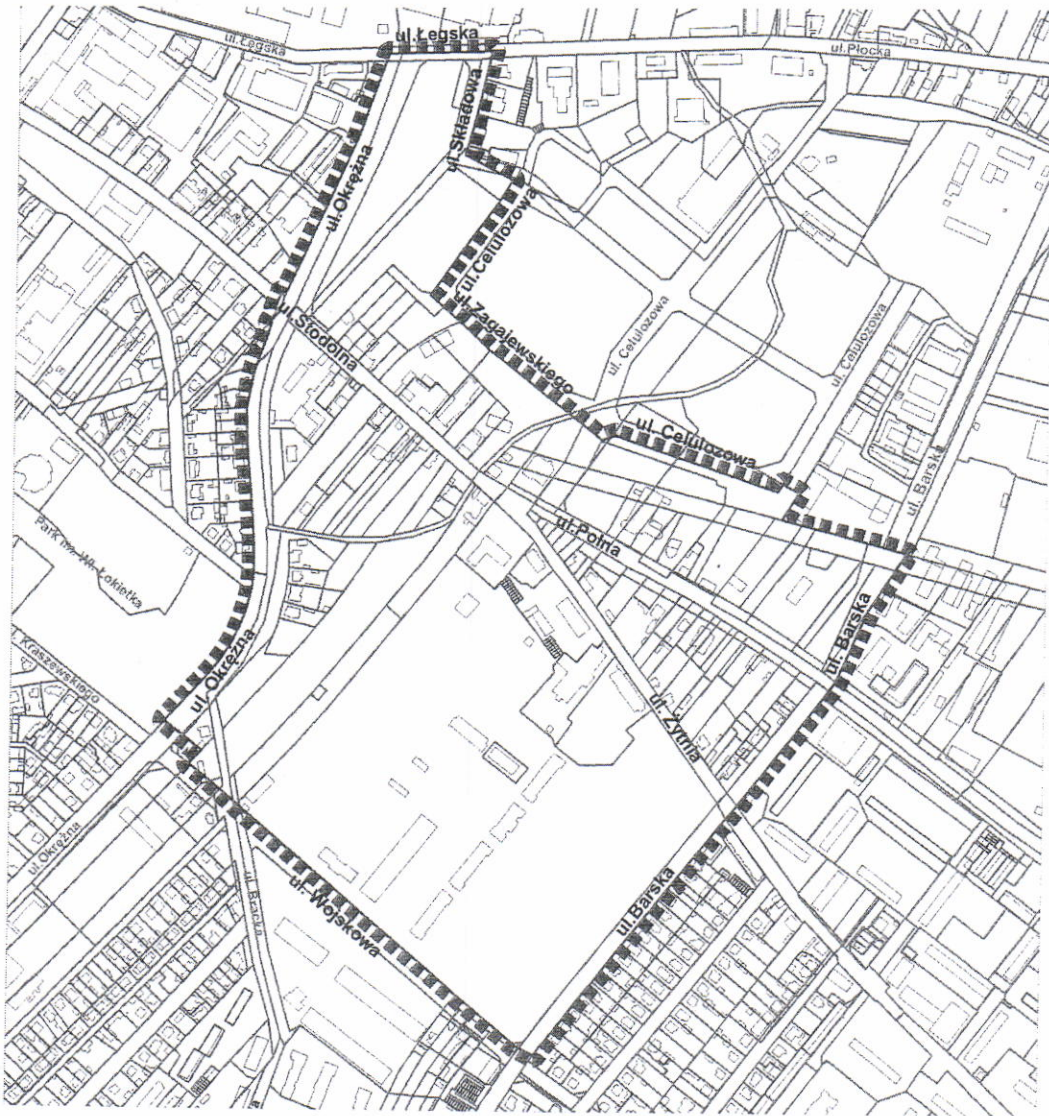 ul.Łęgska
ul.Łęgska
ul.Płocka
ul.Składowa
ul.Okrężna
ul.Celulozowa
ul.Zagajewskiego
ul.Stodolna
ul. Celulozowa
ul. Celulozowa
ul. Celulozowa
ul. Barska
ul.Polna
Park im. Wł. Łokietka
ul. Barska
Kraszewskiego
ul. Okrężna
ul. Żytnia
ul.Okrężna
ul. Bracka
ul. Wojskowa
ul.Barska